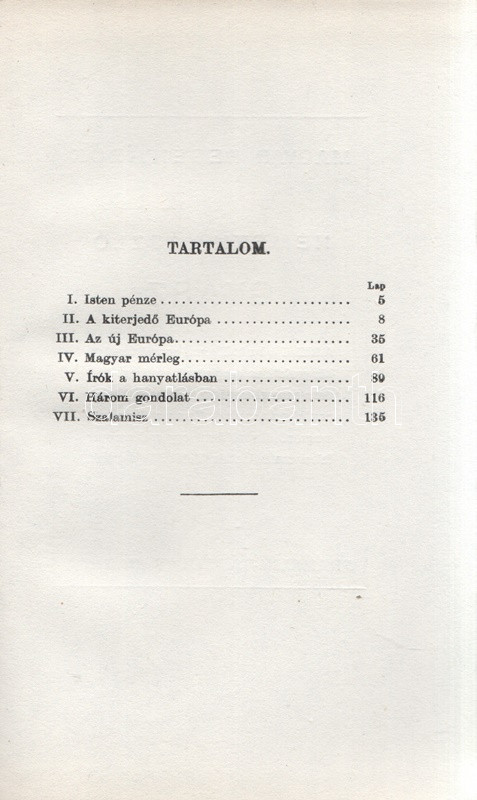 TARTALOM.
Lap
I. Isten pénze 5
II. A kiterjedő Európa 8
III. Az új Európa 35
IV. Magyar mérleg 61
V. Írók a hanyatlásban 89
VI. Három gondolat 116
VII. Szalamisz 135
darabanth